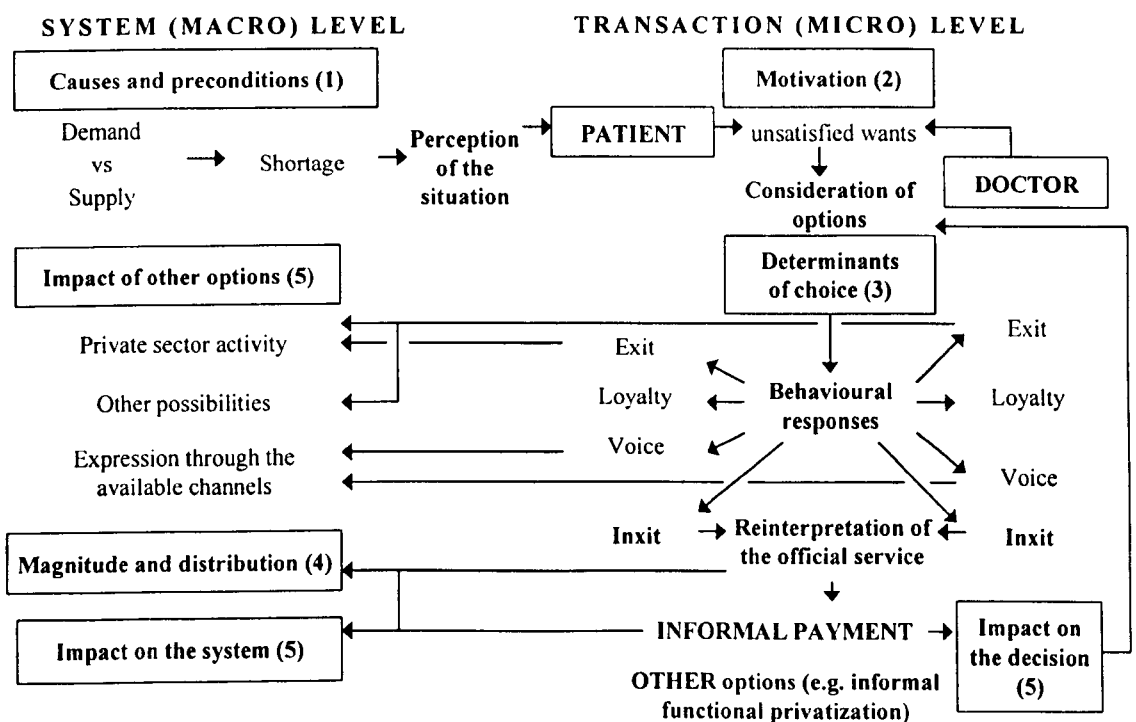 SYSTEM (MACRO) LEVEL
TRANSACTION (MICRO) LEVEL
Causes and preconditions (1)
Motivation (2)
Demand
vs
Supply
Shortage
Perception
of the
situation
PATIENT
unsatisfied wants
DOCTOR
Consideration of
options
Impact of other options (5)
Determinants
of choice (3)
Private sector activity
Exit
Exit
Other possibilities
Loyalty
Behavioural
responses
Loyalty
Expression through the
available channels
Voice
Voice
Inxit
Reinterpretation of
the official service
Inxit
Magnitude and distribution (4)
Impact on the system (5)
INFORMAL PAYMENT
Impact on
the decision
(5)
OTHER options (e.g. informal
functional privatization)